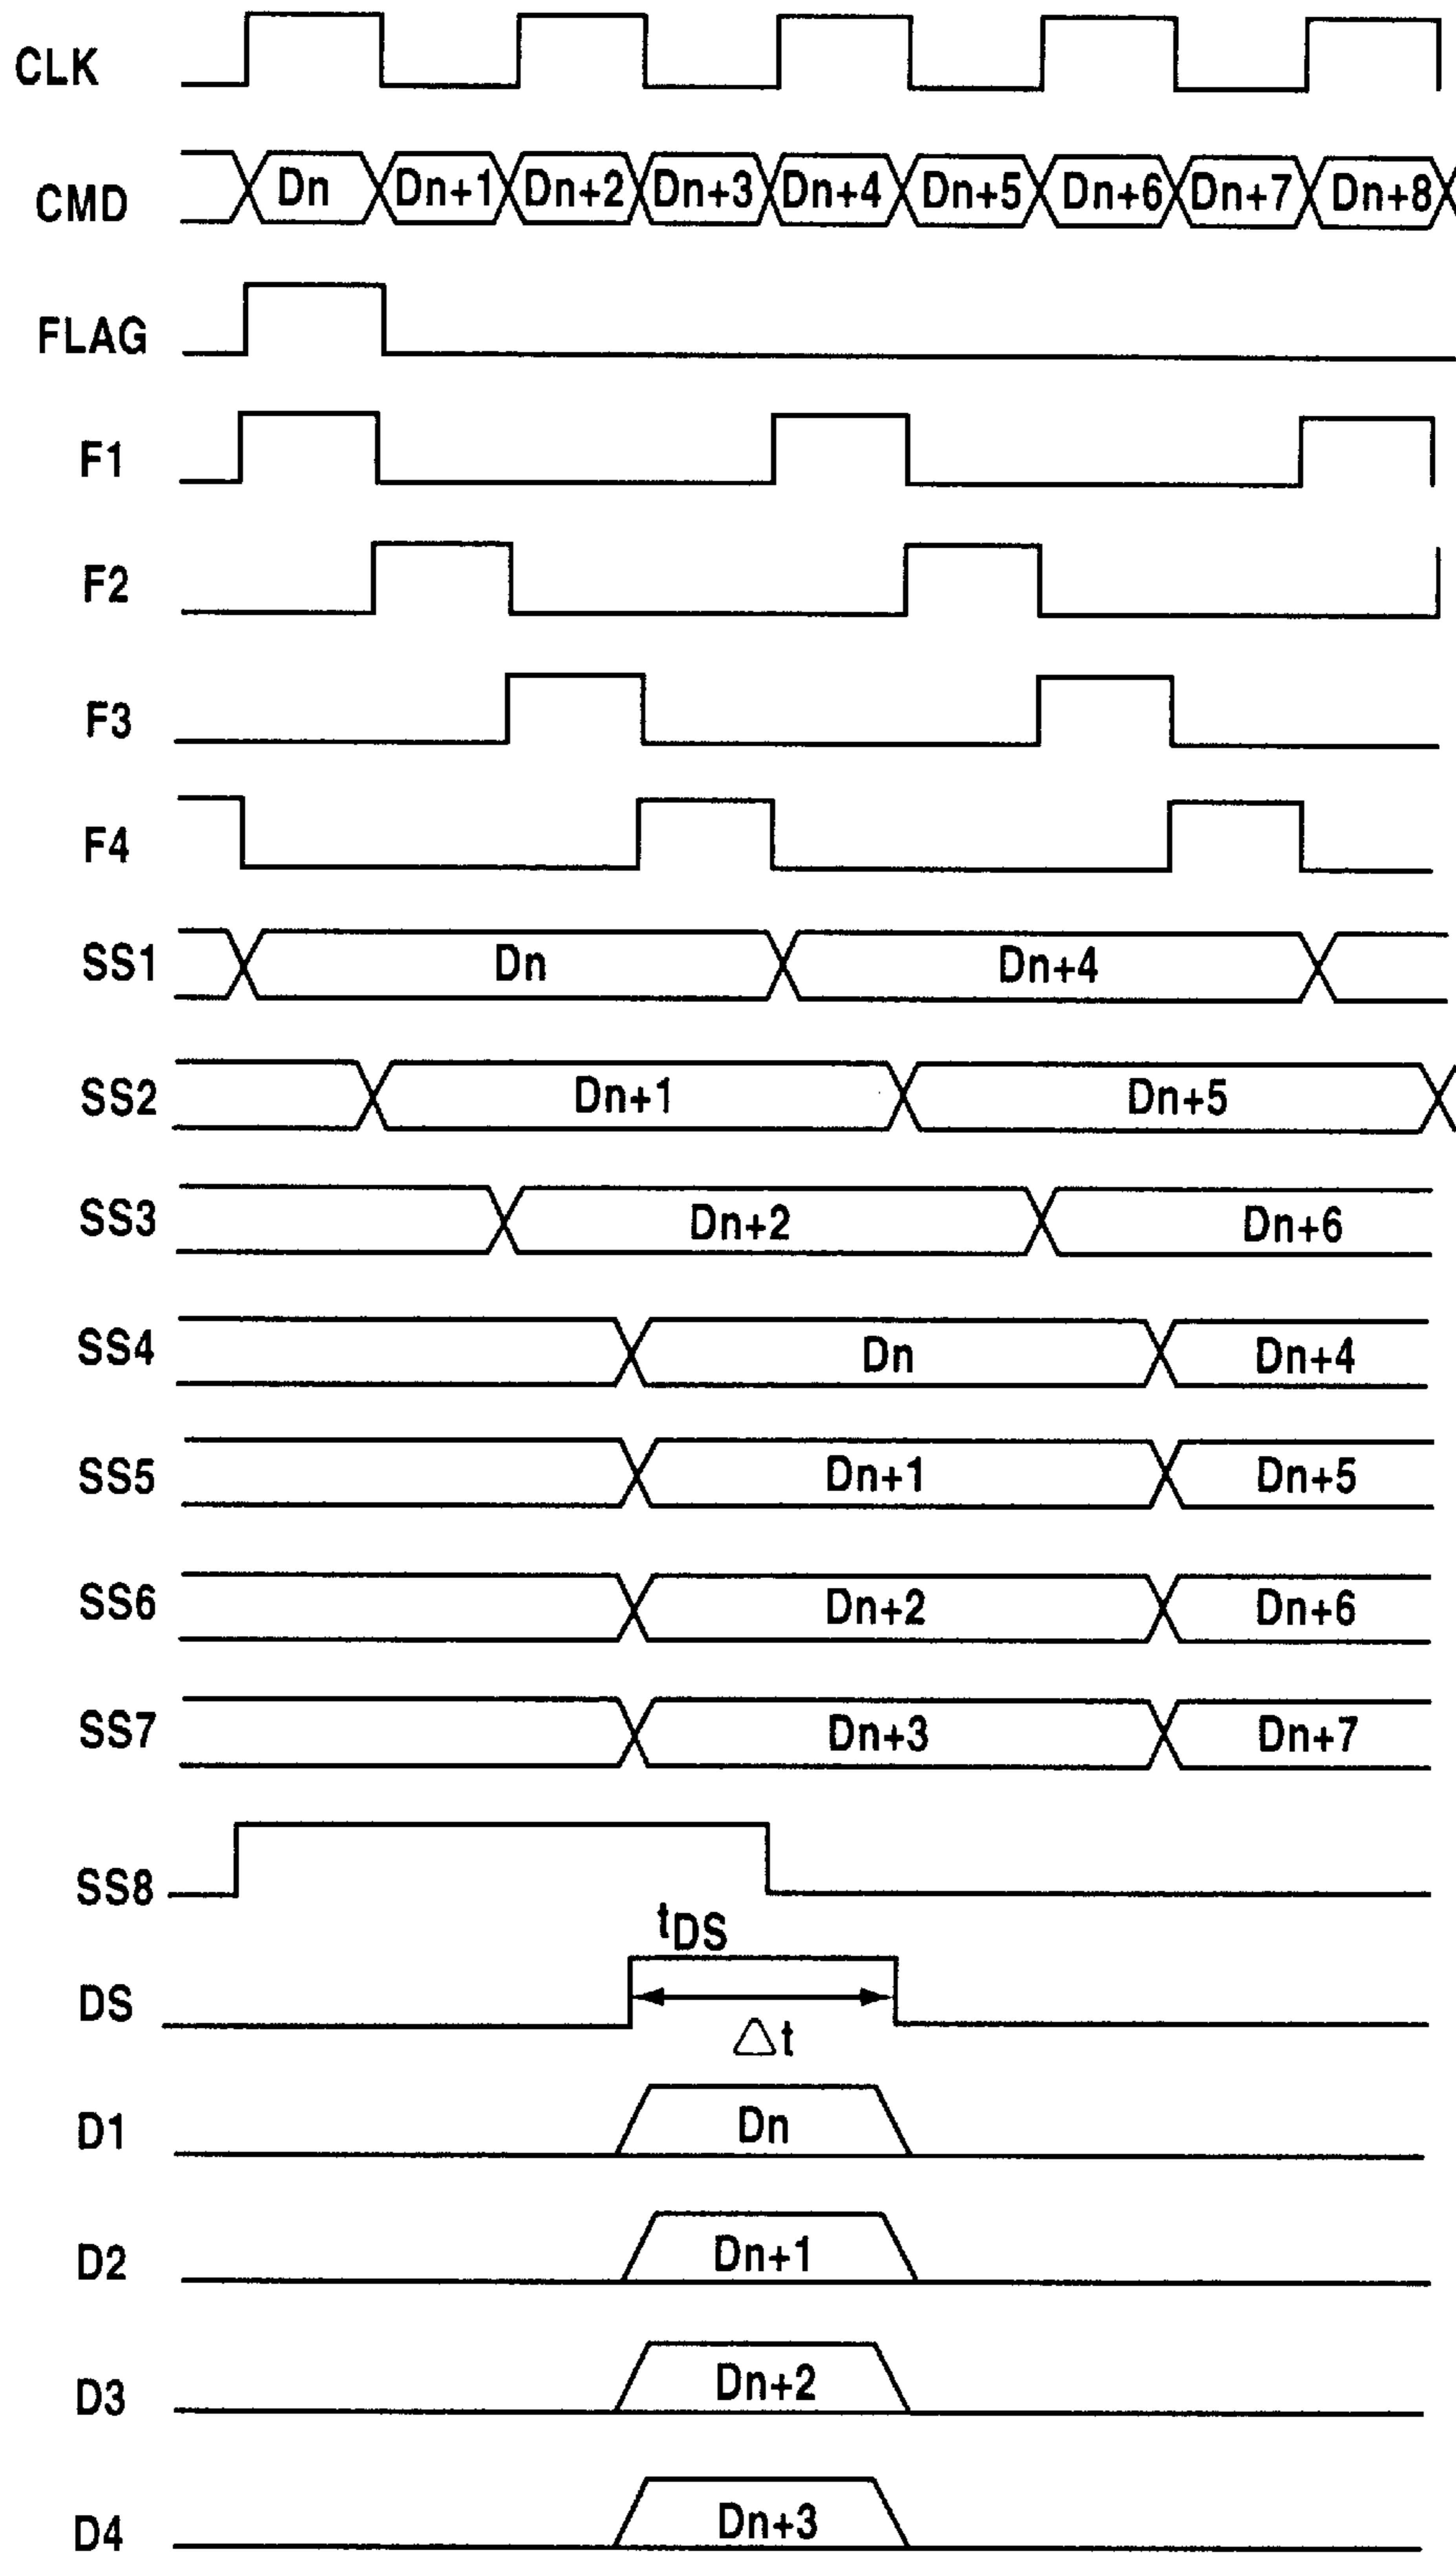 CLK
CMD Dn Dn+1 Dn+2 Dn+3 Dn+4 Dn+5 Dn+6 Dn+7 Dn+8
FLAG
F1
F2
F3
F4
SS1 Dn Dn+4
SS2 Dn+1 Dn+5
SS3 Dn+2 Dn+6
SS4 Dn Dn+4
SS5 Dn+1 Dn+5
SS6 Dn+2 Dn+6
SS7 Dn+3 Dn+7
SS8
tDS
DS
△t
D1 Dn
D2 Dn+1
D3 Dn+2
D4 Dn+3